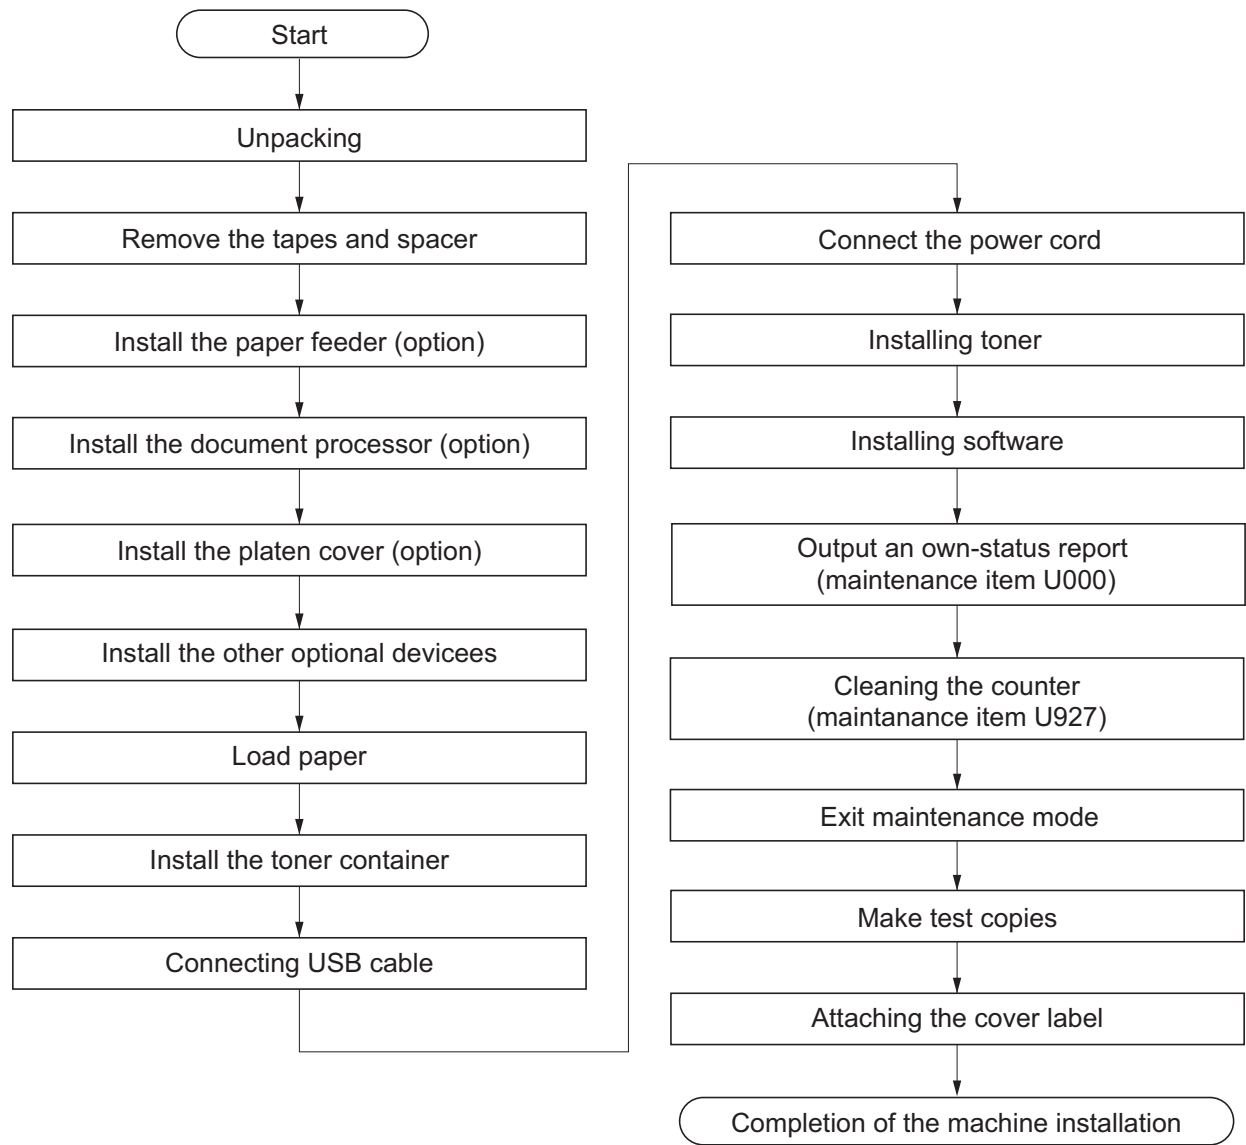 Start
Unpacking
Remove the tapes and spacer
Install the paper feeder (option)
Install the document processor (option)
Install the platen cover (option)
Install the other optional devicees
Load paper
Install the toner container
Connecting USB cable
Connect the power cord
Installing toner
Installing software
Output an own-status report
(maintenance item U000)
Cleaning the counter
(maintanance item U927)
Exit maintenance mode
Make test copies
Attaching the cover label
Completion of the machine installation